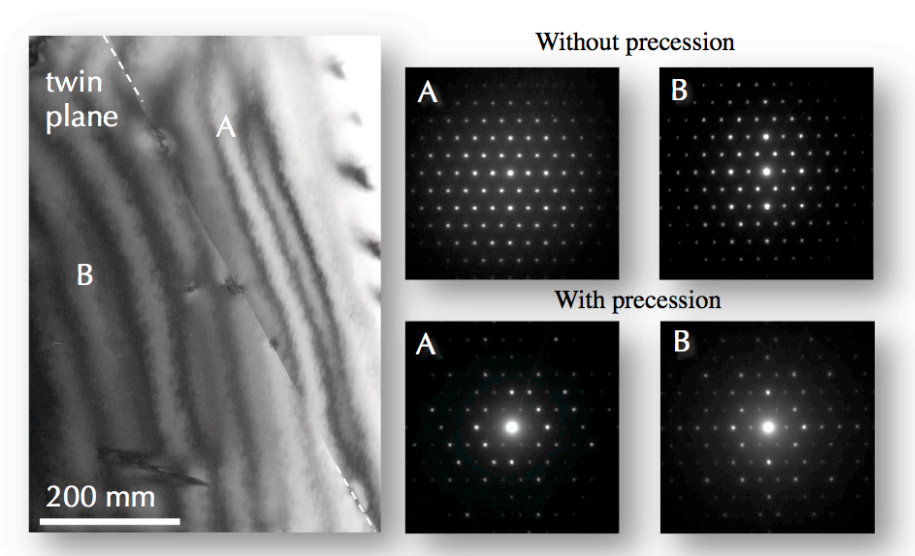 Without precession
twin
plane
A
B
200 mm
A
B
With precession
A
B